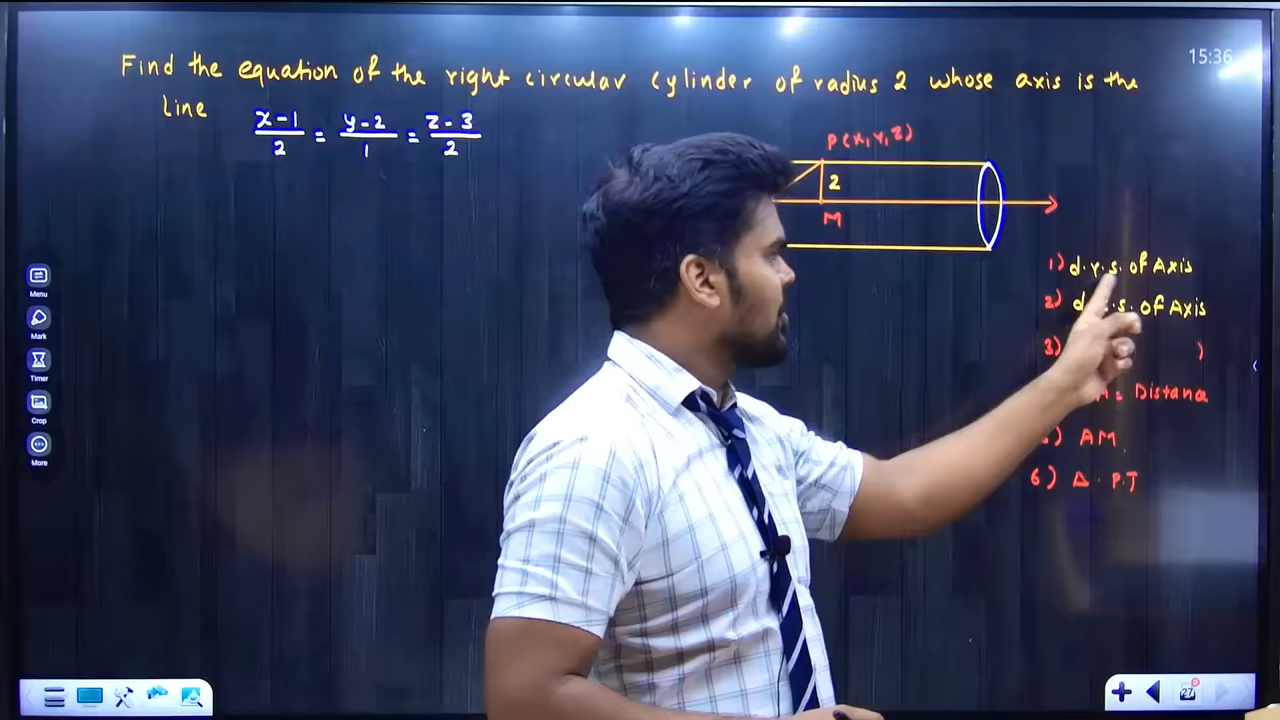 15:36
Find the equation of the right circular cylinder of radius 2 whose axis is the
line x-1/2 = y-2/1 = z-3/2
P(x,y,z)
2
M
1) d.r.s. of Axis
2) d .s. of Axis
3) )
= Distance
) AM
6) Δ. P.T
Menu
Mark
Timer
Crop
More
27